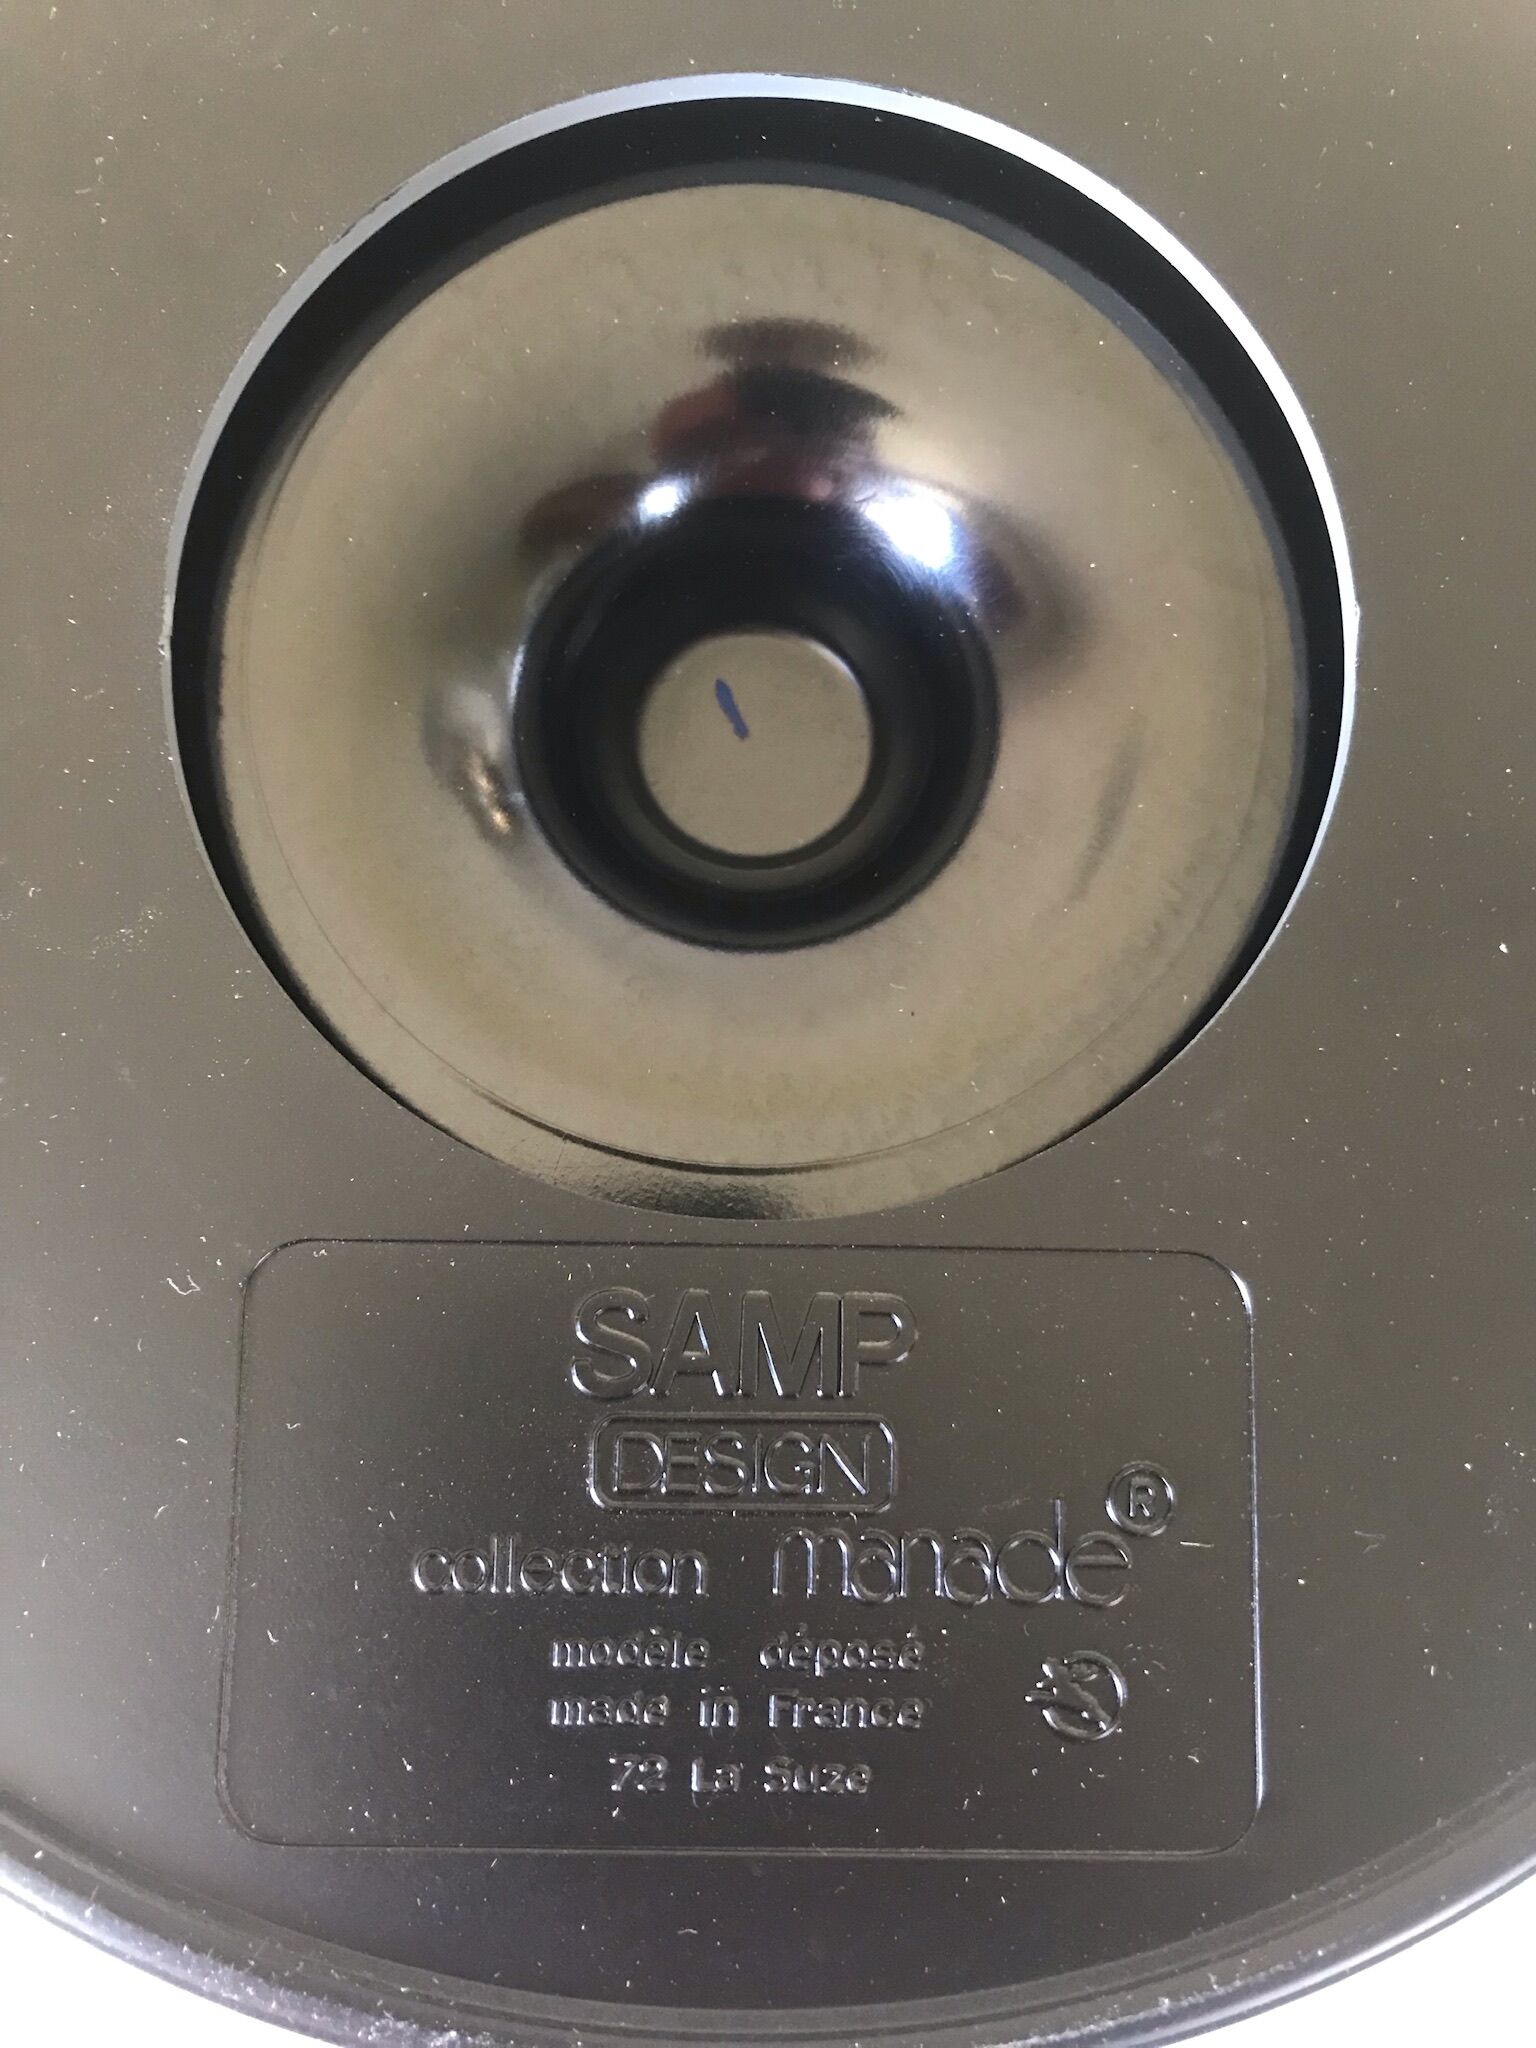 SAMP
DESIGN
collection manade®
modèle déposé
made in France
72 La Suze